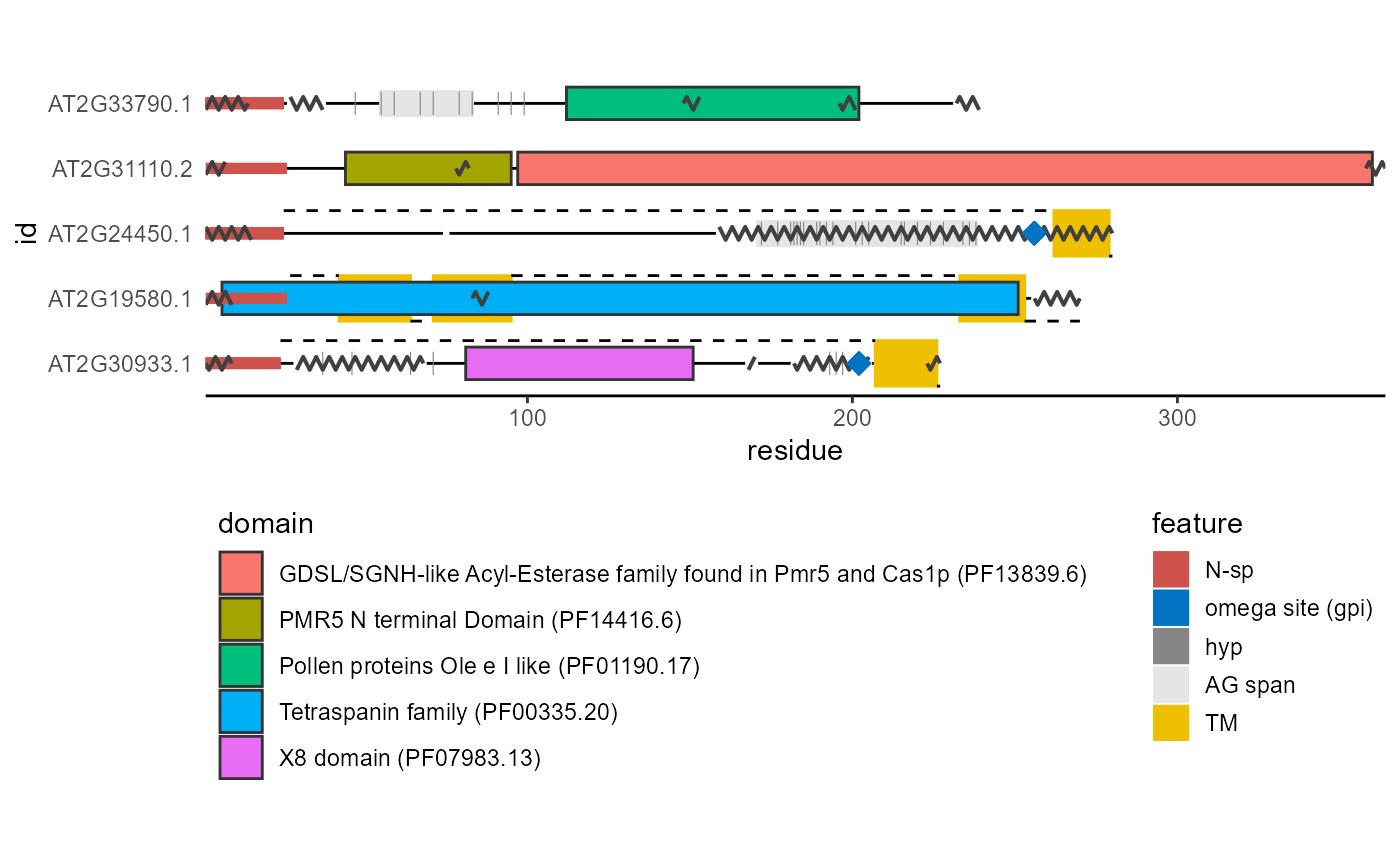 AT2G33790.1
AT2G31110.2
AT2G24450.1
AT2G19580.1
AT2G30933.1
id
100 200 300
residue
domain
GDSL/SGNH-like Acyl-Esterase family found in Pmr5 and Cas1p (PF13839.6)
PMR5 N terminal Domain (PF14416.6)
Pollen proteins Ole e I like (PF01190.17)
Tetraspanin family (PF00335.20)
X8 domain (PF07983.13)
feature
N-sp
omega site (gpi)
hyp
AG span
TM